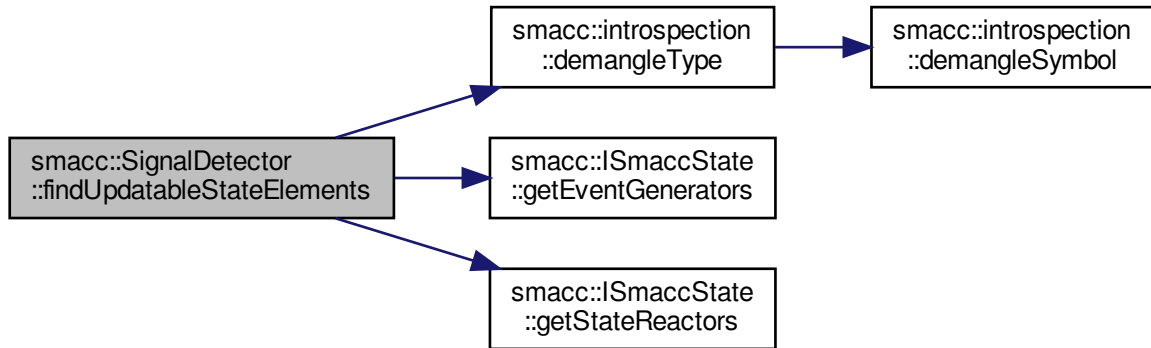 smacc::SignalDetector
::findUpdatableStateElements
smacc::introspection
::demangleType
smacc::introspection
::demangleSymbol
smacc::ISmaccState
::getEventGenerators
smacc::ISmaccState
::getStateReactors